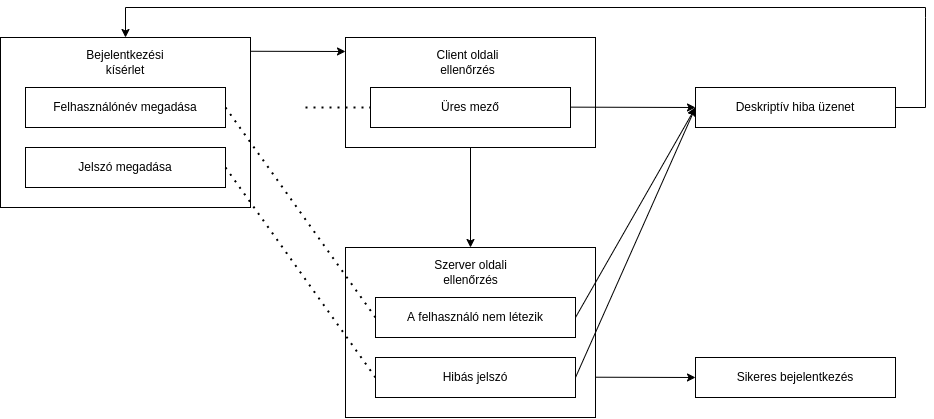 Bejelentkezési
kísérlet
Felhasználónév megadása
Jelszó megadása
Client oldali
ellenőrzés
Üres mező
Deskriptív hiba üzenet
Szerver oldali
ellenőrzés
A felhasználó nem létezik
Hibás jelszó
Sikeres bejelentkezés